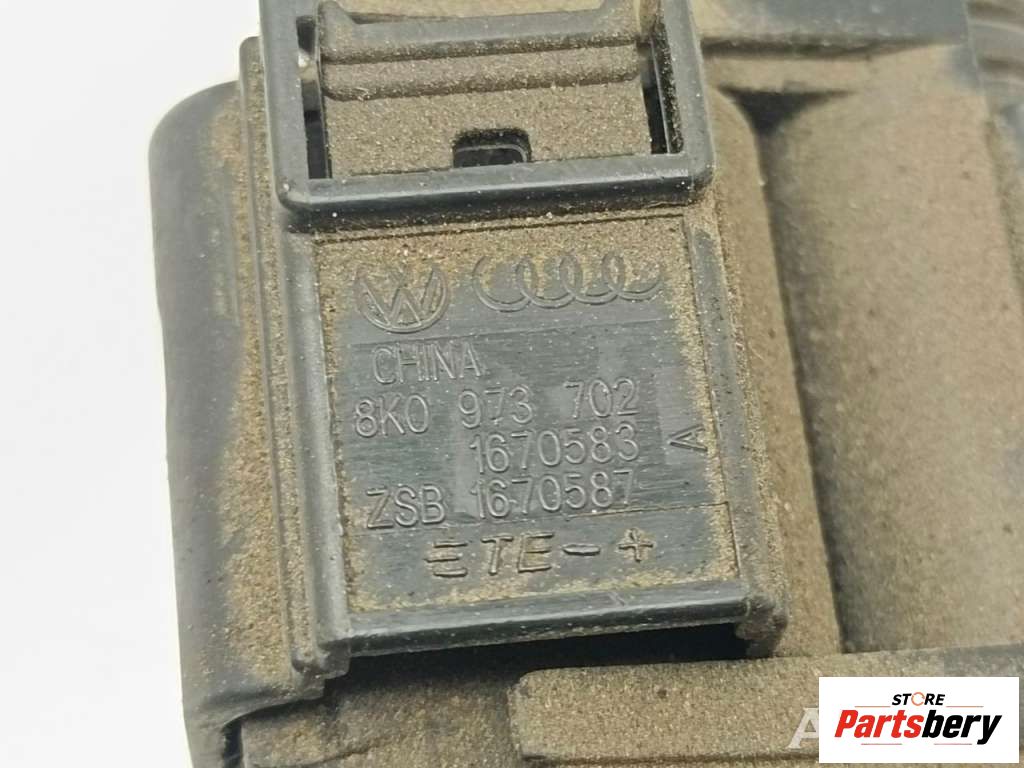 CHINA
8K0 973 702
1670583
A
ZSB 1670587
TE - +
STORE
Partsbery